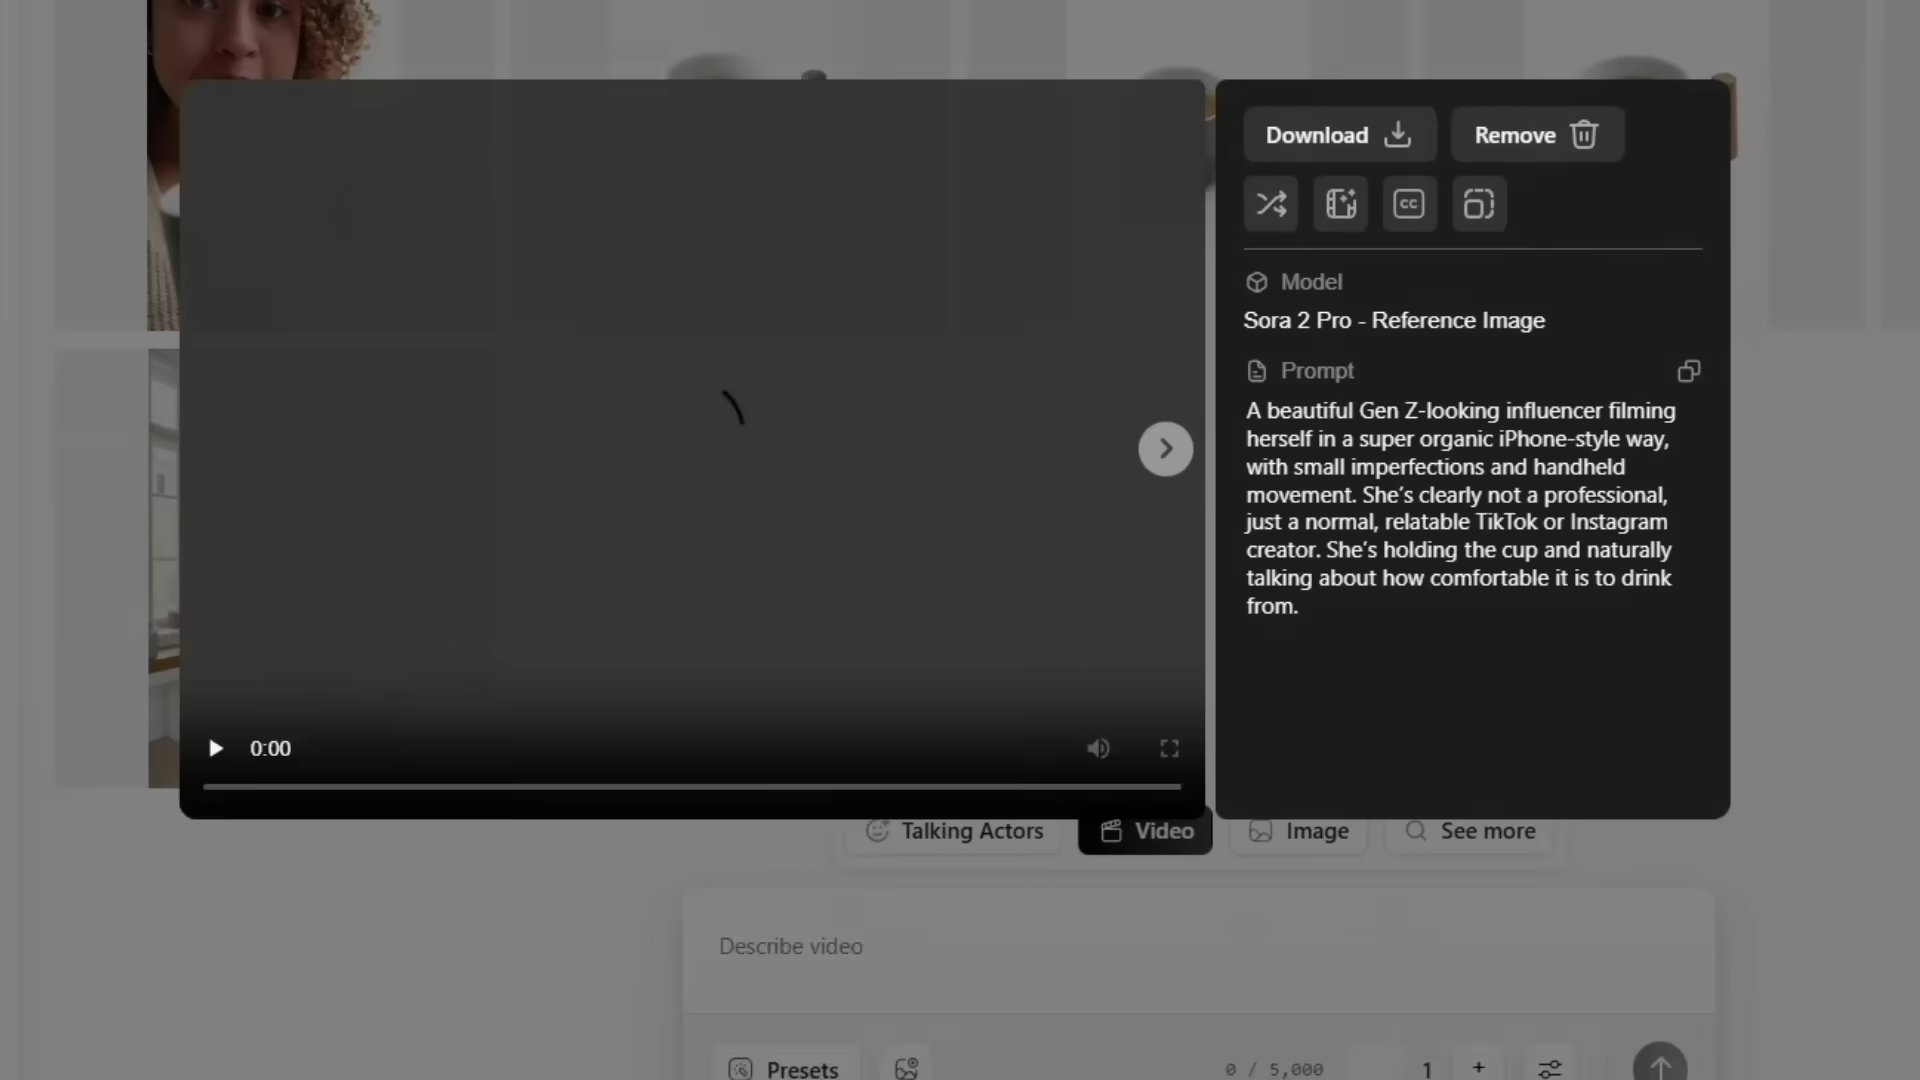 Download
Remove
CC
Model
Sora 2 Pro - Reference Image
Prompt
A beautiful Gen Z-looking influencer filming
herself in a super organic iPhone-style way,
with small imperfections and handheld
movement. She's clearly not a professional,
just a normal, relatable TikTok or Instagram
creator. She's holding the cup and naturally
talking about how comfortable it is to drink
from.
0:00
Talking Actors
Video
Image
See more
Describe video
Presets
0 / 5,000
1
+